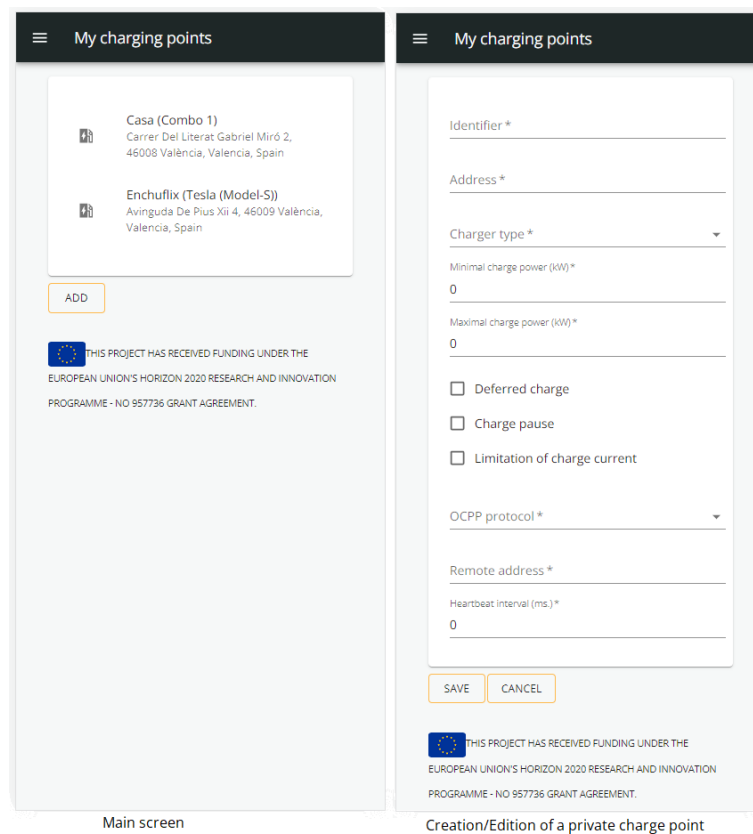 My charging points
Casa (Combo 1)
Carrer Del Literat Gabriel Miró 2,
46008 València, Valencia, Spain
Enchuflix (Tesla (Model-S))
Avinguda De Pius Xii 4, 46009 València,
Valencia, Spain
ADD
THIS PROJECT HAS RECEIVED FUNDING UNDER THE
EUROPEAN UNION'S HORIZON 2020 RESEARCH AND INNOVATION
PROGRAMME - NO 957736 GRANT AGREEMENT.
Main screen
My charging points
Identifier *
Address *
Charger type *
Minimal charge power (kW) *
0
Maximal charge power (kW) *
0
Deferred charge
Charge pause
Limitation of charge current
OCPP protocol *
Remote address *
Heartbeat interval (ms.) *
0
SAVE CANCEL
THIS PROJECT HAS RECEIVED FUNDING UNDER THE
EUROPEAN UNION'S HORIZON 2020 RESEARCH AND INNOVATION
PROGRAMME - NO 957736 GRANT AGREEMENT.
Creation/Edition of a private charge point